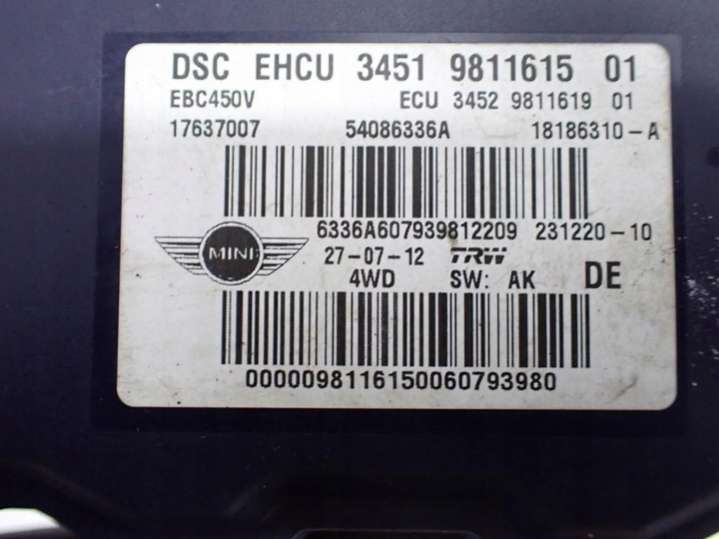 DSC EHCU 3451 9811615 01
EBC450V ECU 3452 9811619 01
17637007 54086336A 18186310-A
6336A607939812209 231220-10
MINI 27-07-12 TRW
4WD SW: AK DE
0000098116150060793980